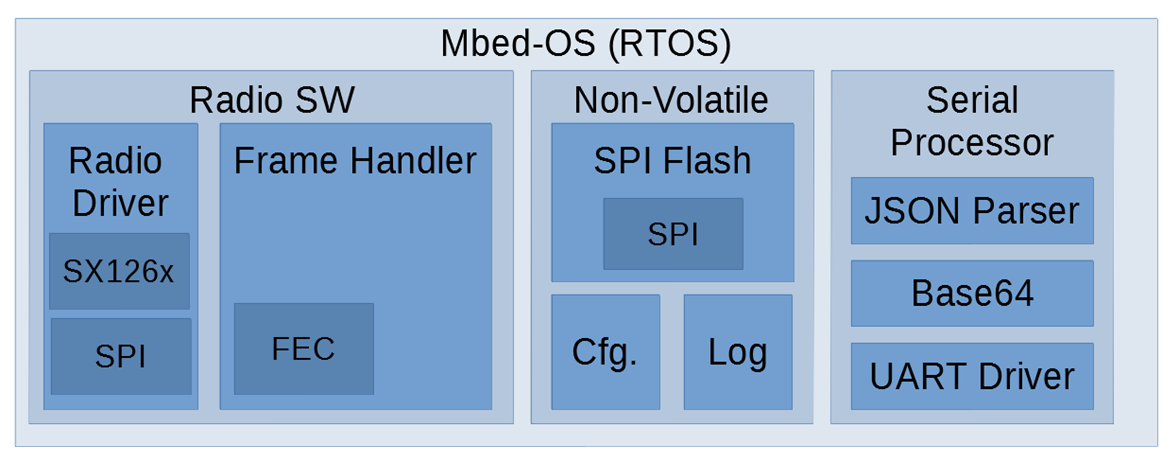 Mbed-OS (RTOS)
Radio SW
Radio
Driver
SX126x
SPI
Frame Handler
FEC
Non-Volatile
SPI Flash
SPI
Cfg.
Log
Serial
Processor
JSON Parser
Base64
UART Driver